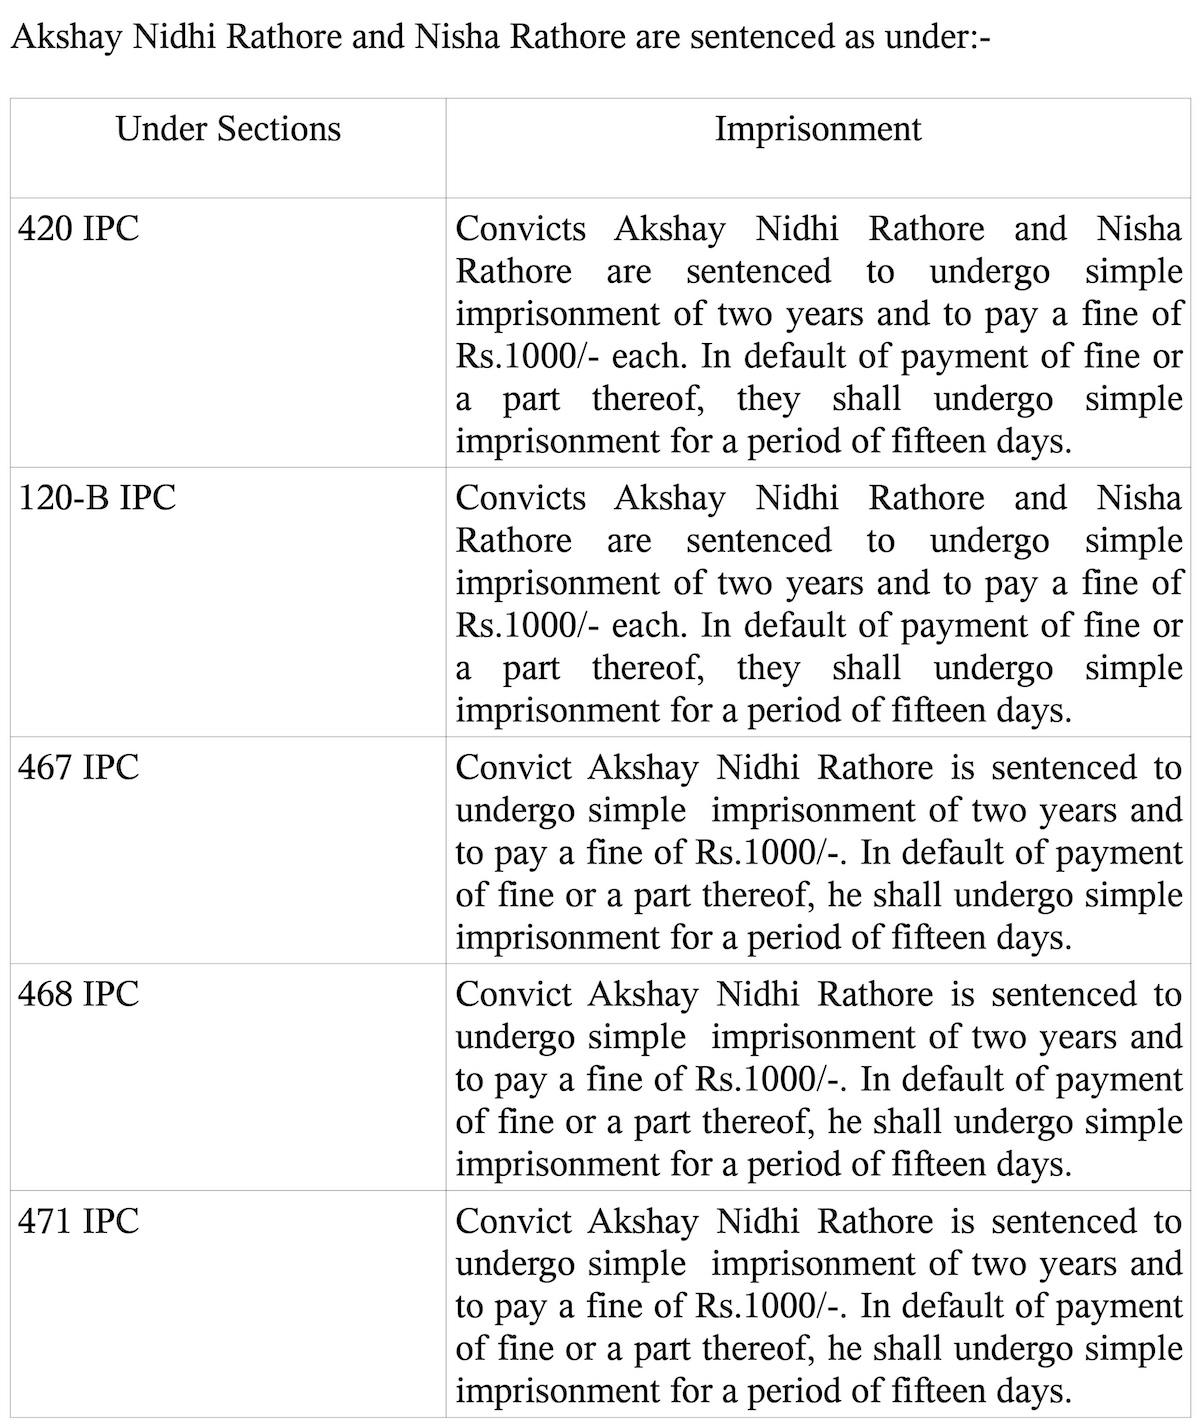 Akshay Nidhi Rathore and Nisha Rathore are sentenced as under:-
Under Sections
Imprisonment
420 IPC
Convicts Akshay Nidhi Rathore and Nisha
Rathore are sentenced to undergo simple
imprisonment of two years and to pay a fine of
Rs.1000/- each. In default of payment of fine or
a part thereof, they shall undergo simple
imprisonment for a period of fifteen days.
120-B IPC
Convicts Akshay Nidhi Rathore and Nisha
Rathore are sentenced to undergo simple
imprisonment of two years and to pay a fine of
Rs.1000/- each. In default of payment of fine or
a part thereof, they shall undergo simple
imprisonment for a period of fifteen days.
467 IPC
Convict Akshay Nidhi Rathore is sentenced to
undergo simple imprisonment of two years and
to pay a fine of Rs.1000/-. In default of payment
of fine or a part thereof, he shall undergo simple
imprisonment for a period of fifteen days.
468 IPC
Convict Akshay Nidhi Rathore is sentenced to
undergo simple imprisonment of two years and
to pay a fine of Rs.1000/-. In default of payment
of fine or a part thereof, he shall undergo simple
imprisonment for a period of fifteen days.
471 IPC
Convict Akshay Nidhi Rathore is sentenced to
undergo simple imprisonment of two years and
to pay a fine of Rs.1000/-. In default of payment
of fine or a part thereof, he shall undergo simple
imprisonment for a period of fifteen days.